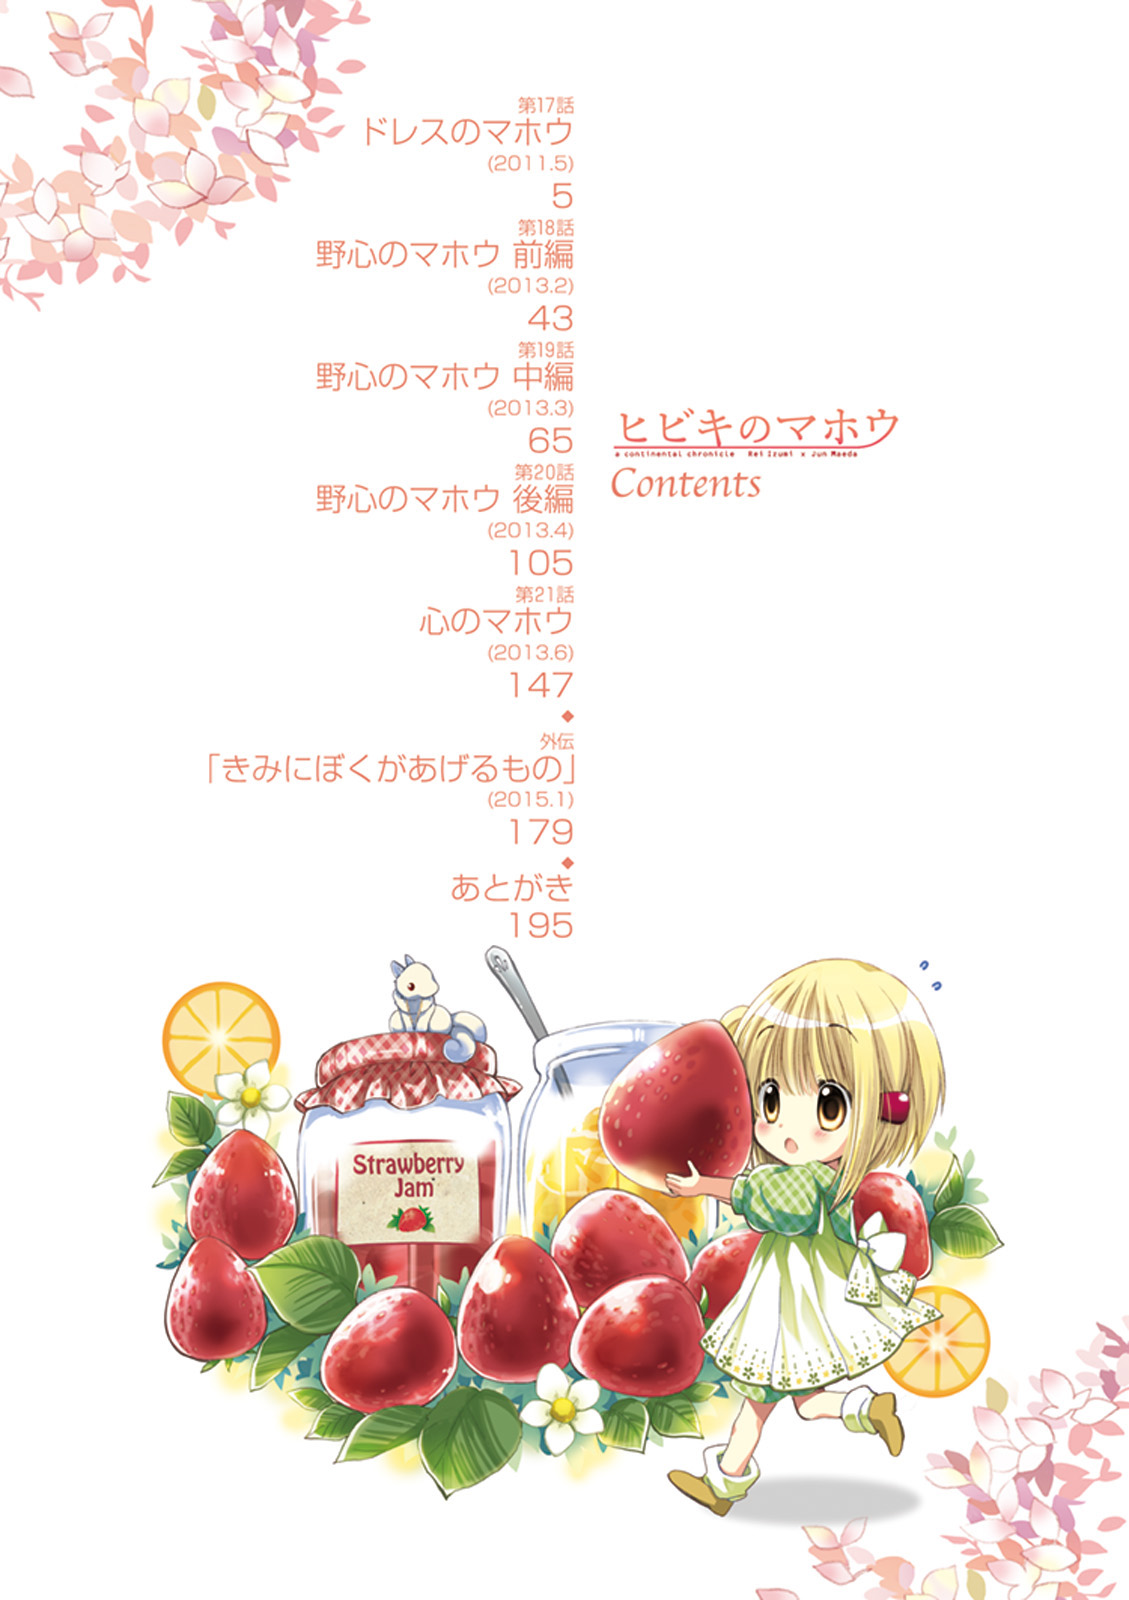 第17話
ドレスのマホウ
(2011.5)
5
第18話
野心のマホウ 前編
(2013.2)
43
第19話
野心のマホウ 中編
(2013.3)
65
第20話
野心のマホウ 後編
(2013.4)
105
第21話
心のマホウ
(2013.6)
147
◆
外伝
「きみにぼくがあげるもの」
(2015.1)
179
◆
あとがき
195
ヒビキのマホウ
a continental chronicle Rei Izumi x Jun Maeda
Contents
Strawberry
Jam